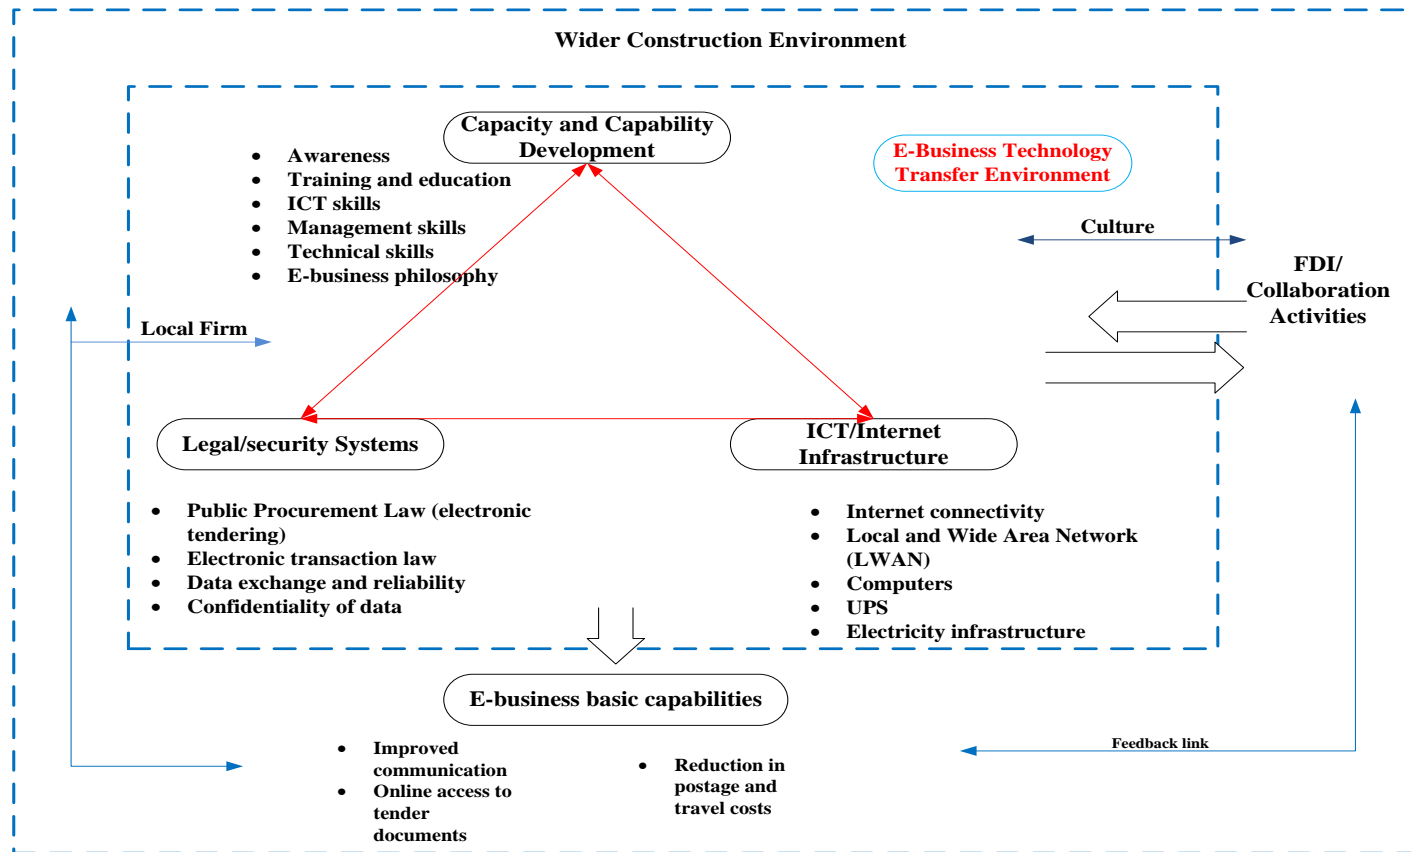 Wider Construction Environment
Capacity and Capability
Development
E-Business Technology
Transfer Environment
• Awareness
• Training and education
• ICT skills
• Management skills
• Technical skills
• E-business philosophy
Culture
FDI/
Collaboration
Activities
Local Firm
Legal/security Systems
ICT/Internet
Infrastructure
• Public Procurement Law (electronic
tendering)
• Electronic transaction law
• Data exchange and reliability
• Confidentiality of data
• Internet connectivity
• Local and Wide Area Network
(LWAN)
• Computers
• UPS
• Electricity infrastructure
E-business basic capabilities
• Improved
communication
• Online access to
tender
documents
• Reduction in
postage and
travel costs
Feedback link